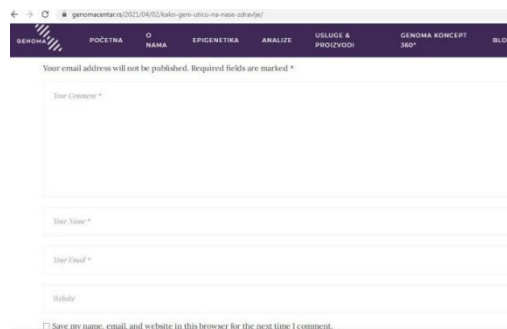 genomacentar.rs/2021/04/02/kako-geni-uticu-na-nase-zdravlje/
GENOMA
POČETNA
O NAMA
EPIGENETIKA
ANALIZE
USLUGE & PROIZVODI
GENOMA KONCEPT 360°
BLO
Your email address will not be published. Required fields are marked *
Your Comment *
Your Name *
Your Email *
Website
Save my name, email, and website in this browser for the next time I comment.